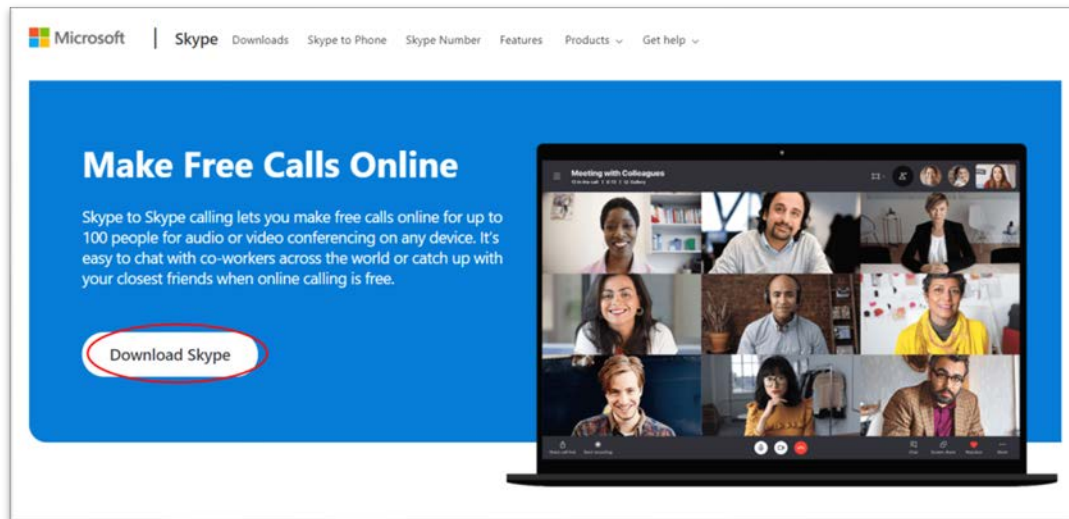 Microsoft | Skype Downloads Skype to Phone Skype Number Features Products Get help
Make Free Calls Online
Skype to Skype calling lets you make free calls online for up to
100 people for audio or video conferencing on any device. It's
easy to chat with co-workers across the world or catch up with
your closest friends when online calling is free.
Download Skype
Meeting with Colleagues